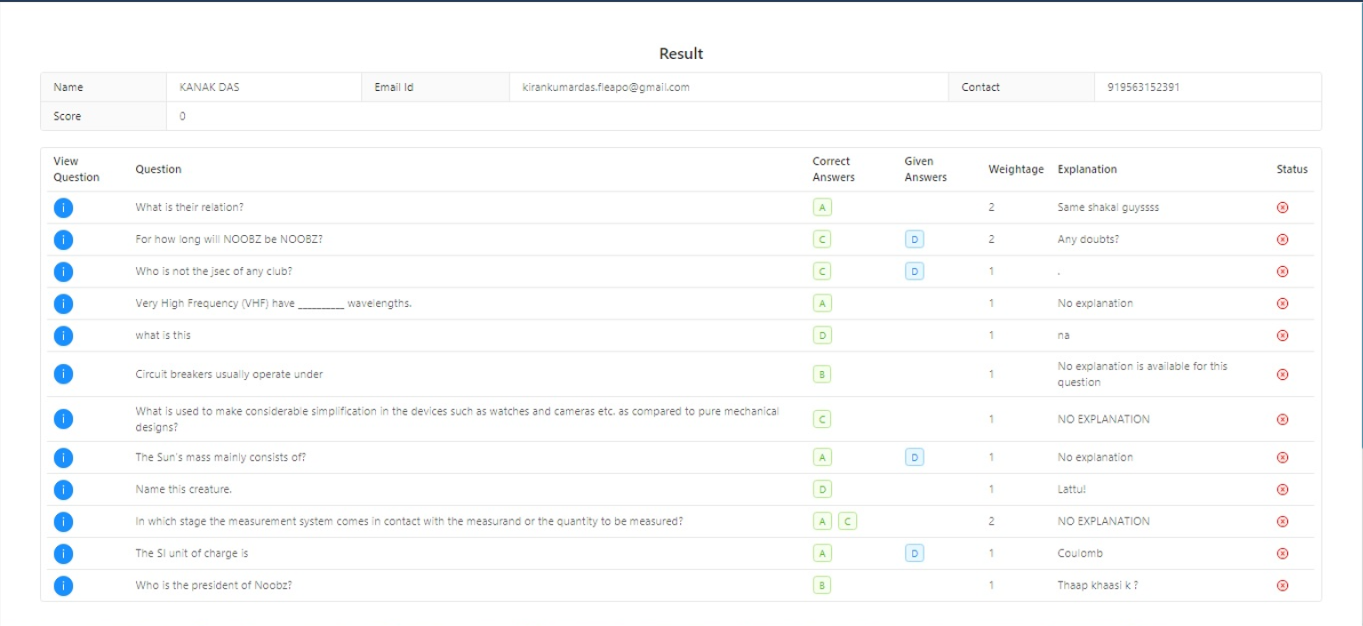 Result
Name KANAK DAS Email Id kirankumardas.fleapo@gmail.com Contact 919563152391
Score 0
View Question Question Correct Answers Given Answers Weightage Explanation Status
i What is their relation? A 2 Same shakal guyssss
i For how long will NOOBZ be NOOBZ? C D 2 Any doubts?
i Who is not the jsec of any club? C D 1 .
i Very High Frequency (VHF) have _________ wavelengths. A 1 No explanation
i what is this D 1 na
i Circuit breakers usually operate under B 1 No explanation is available for this question
i What is used to make considerable simplification in the devices such as watches and cameras etc. as compared to pure mechanical designs? C 1 NO EXPLANATION
i The Sun's mass mainly consists of? A D 1 No explanation
i Name this creature. D 1 Lattu!
i In which stage the measurement system comes in contact with the measurand or the quantity to be measured? A C 2 NO EXPLANATION
i The SI unit of charge is A D 1 Coulomb
i Who is the president of Noobz? B 1 Thaap khaasi k ?